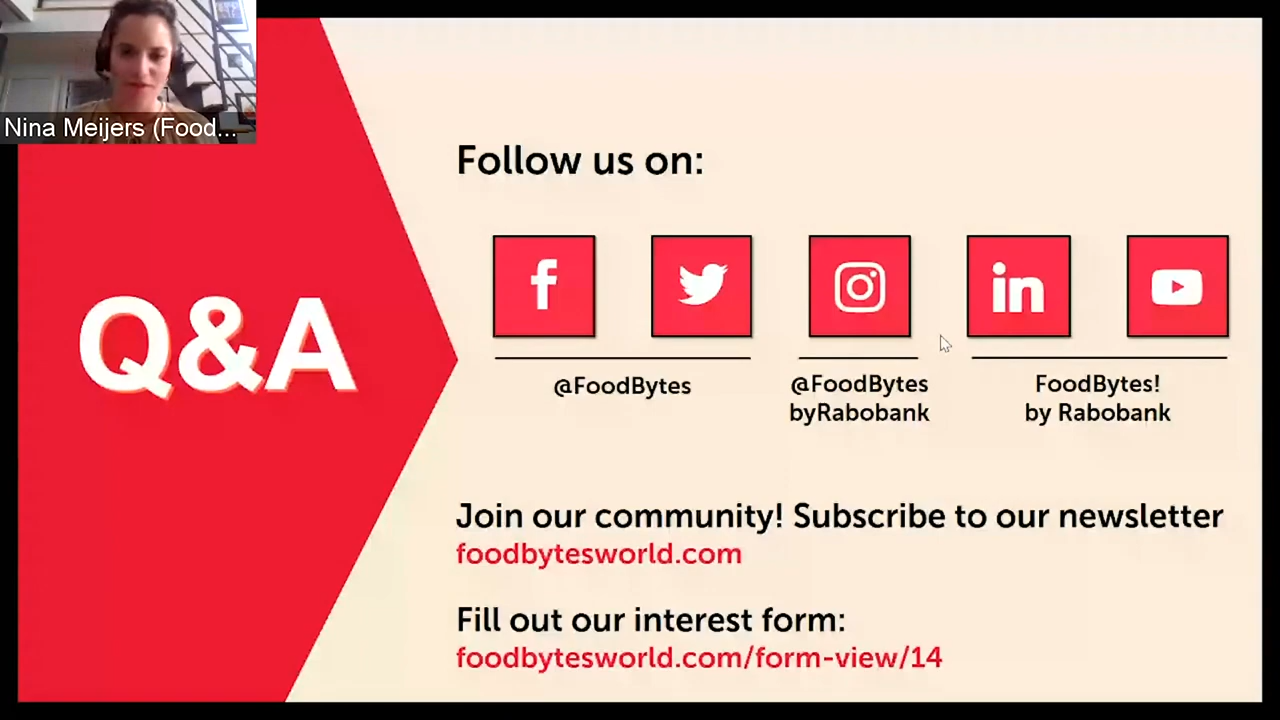 Nina Meijers (Food...
Q&A
Follow us on:
@FoodBytes
@FoodBytes
byRabobank
FoodBytes!
by Rabobank
Join our community! Subscribe to our newsletter
foodbytesworld.com
Fill out our interest form:
foodbytesworld.com/form-view/14